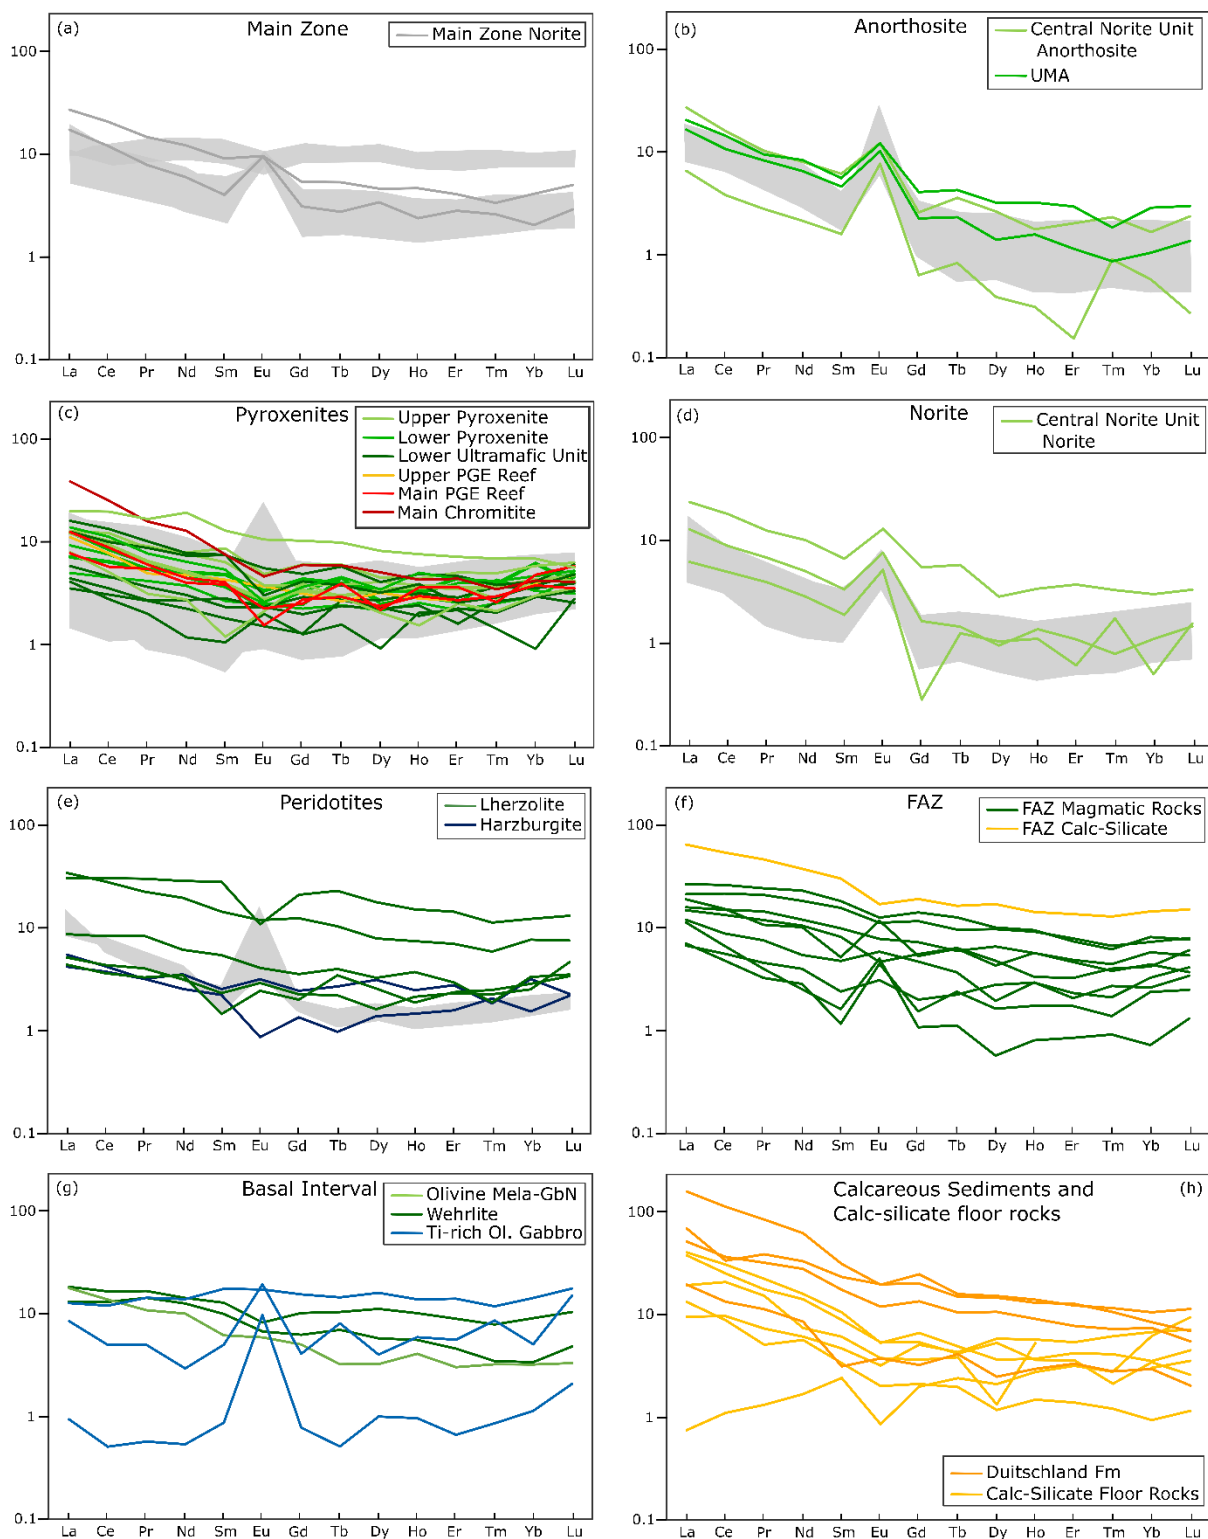 (a)
Main Zone
Main Zone Norite
100
10
1
0.1
La Ce Pr Nd Sm Eu Gd Tb Dy Ho Er Tm Yb Lu
(b)
Anorthosite
Central Norite Unit
Anorthosite
UMA
100
10
1
0.1
La Ce Pr Nd Sm Eu Gd Tb Dy Ho Er Tm Yb Lu
(c)
Pyroxenites
Upper Pyroxenite
Lower Pyroxenite
Lower Ultramafic Unit
Upper PGE Reef
Main PGE Reef
Main Chromitite
100
10
1
0.1
La Ce Pr Nd Sm Eu Gd Tb Dy Ho Er Tm Yb Lu
(d)
Norite
Central Norite Unit
Norite
100
10
1
0.1
La Ce Pr Nd Sm Eu Gd Tb Dy Ho Er Tm Yb Lu
(e)
Peridotites
Lherzolite
Harzburgite
100
10
1
0.1
La Ce Pr Nd Sm Eu Gd Tb Dy Ho Er Tm Yb Lu
(f)
FAZ
FAZ Magmatic Rocks
FAZ Calc-Silicate
100
10
1
0.1
La Ce Pr Nd Sm Eu Gd Tb Dy Ho Er Tm Yb Lu
(g)
Basal Interval
Olivine Mela-GbN
Wehrlite
Ti-rich Ol. Gabbro
100
10
1
0.1
La Ce Pr Nd Sm Eu Gd Tb Dy Ho Er Tm Yb Lu
Calcareous Sediments and
Calc-silicate floor rocks
(h)
100
10
1
0.1
Duitschland Fm
Calc-Silicate Floor Rocks
La Ce Pr Nd Sm Eu Gd Tb Dy Ho Er Tm Yb Lu